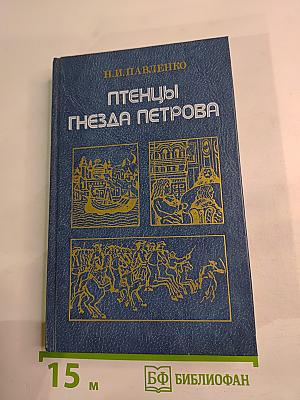 Н.И.ПАВЛЕНКО
ПТЕНЦЫ
ГНЕЗДА ПЕТРОВА
15 м
БФ БИБЛИОФАН